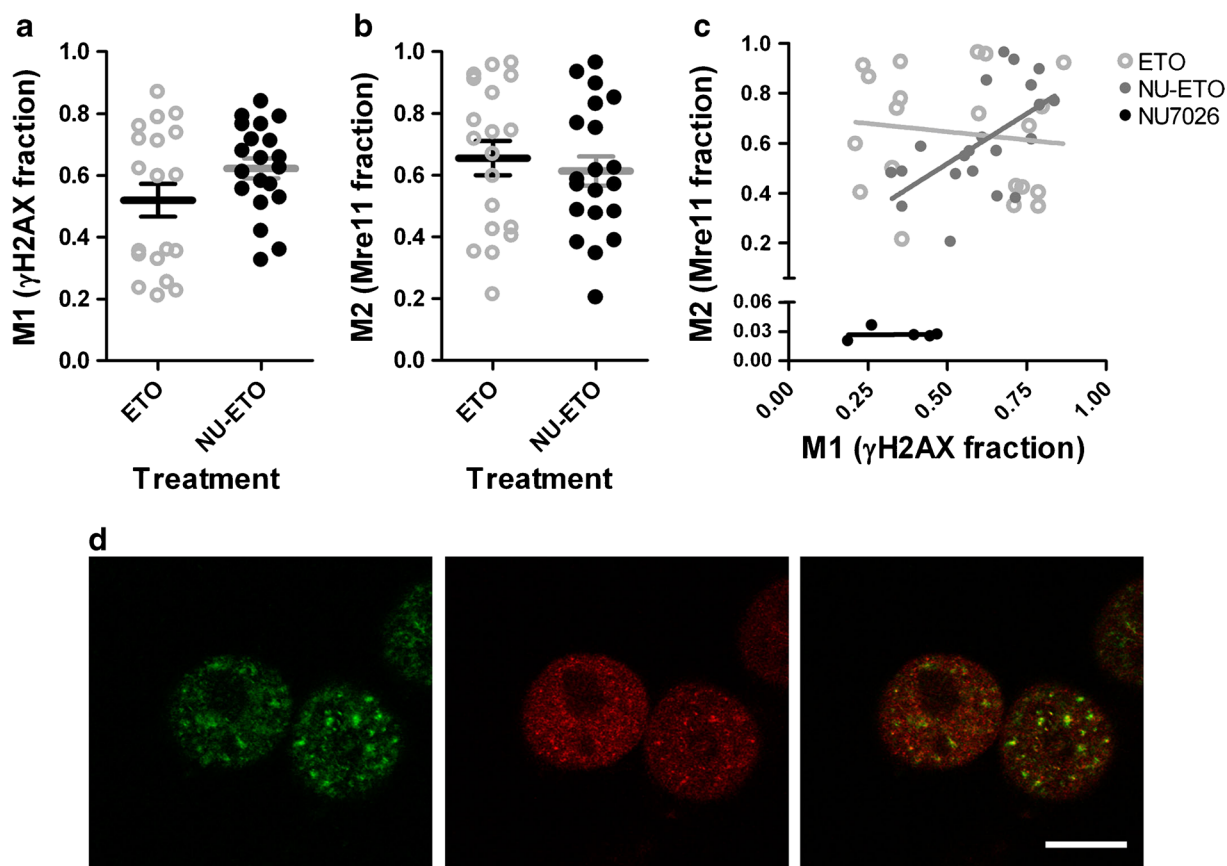 a
M1 (γH2AX fraction)
1.0
0.8
0.6
0.4
0.2
0.0
ETO
NU-ETO
Treatment
b
M2 (Mre11 fraction)
1.0
0.8
0.6
0.4
0.2
0.0
ETO
NU-ETO
Treatment
c
M2 (Mre11 fraction)
1.0
0.8
0.6
0.4
0.2
0.06
0.03
0.00
0.00
0.25
0.50
0.75
1.00
M1 (γH2AX fraction)
ETO
NU-ETO
NU7026
d